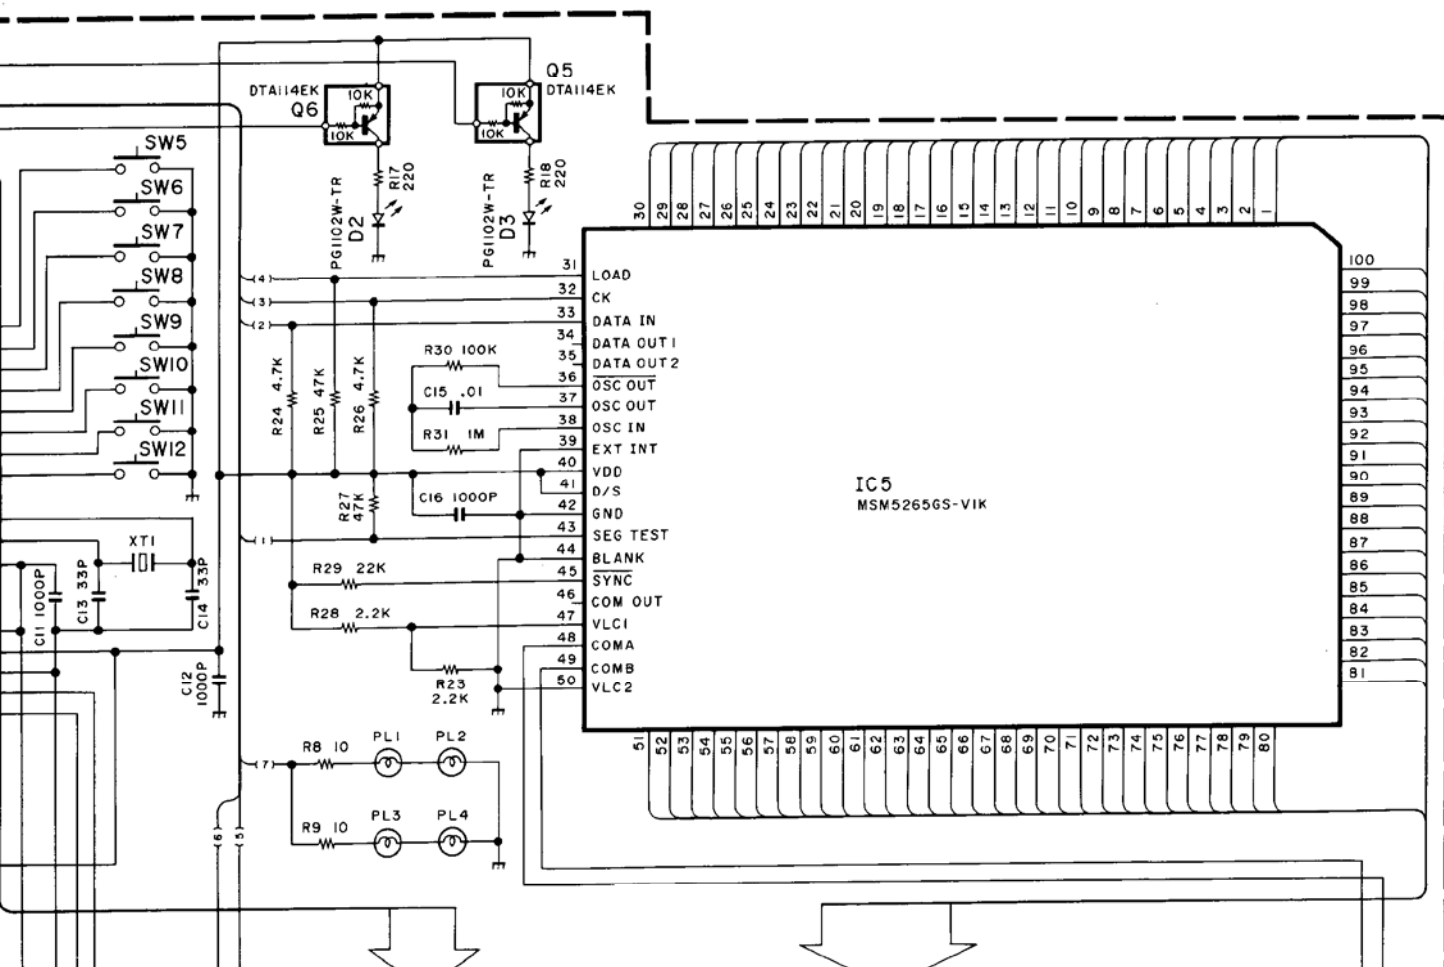 Q5
DTA114EK
DTA114EK
Q6
10K
10K
10K
10K
R17
220
R18
220
PG1102W-TR
D2
PG1102W-TR
D3
SW5
SW6
SW7
SW8
SW9
SW10
SW11
SW12
30 29 28 27 26 25 24 23 22 21 20 19 18 17 16 15 14 13 12 11 10 9 8 7 6 5 4 3 2 1
31 LOAD
32 CK
33 DATA IN
34 DATA OUT1
35 DATA OUT2
36 OSC OUT
37 OSC OUT
38 OSC IN
39 EXT INT
40 VDD
41 D/S
42 GND
43 SEG TEST
44 BLANK
45 SYNC
46 COM OUT
47 VLC1
48 COMA
49 COMB
50 VLC2
IC5
MSM5265GS-V1K
100
99
98
97
96
95
94
93
92
91
90
89
88
87
86
85
84
83
82
81
51 52 53 54 55 56 57 58 59 60 61 62 63 64 65 66 67 68 69 70 71 72 73 74 75 76 77 78 79 80
(4)
(3)
(2)
(1)
R24 4.7K
R25 47K
R26 4.7K
R30 100K
C15 .01
R31 1M
R27
47K
C16 1000P
R29 22K
R28 2.2K
R23
2.2K
XT1
C11 1000P
C13 33P
C14
33P
C12
1000P
(7)
R8 10
PL1
PL2
R9 10
PL3
PL4
(6)
(5)